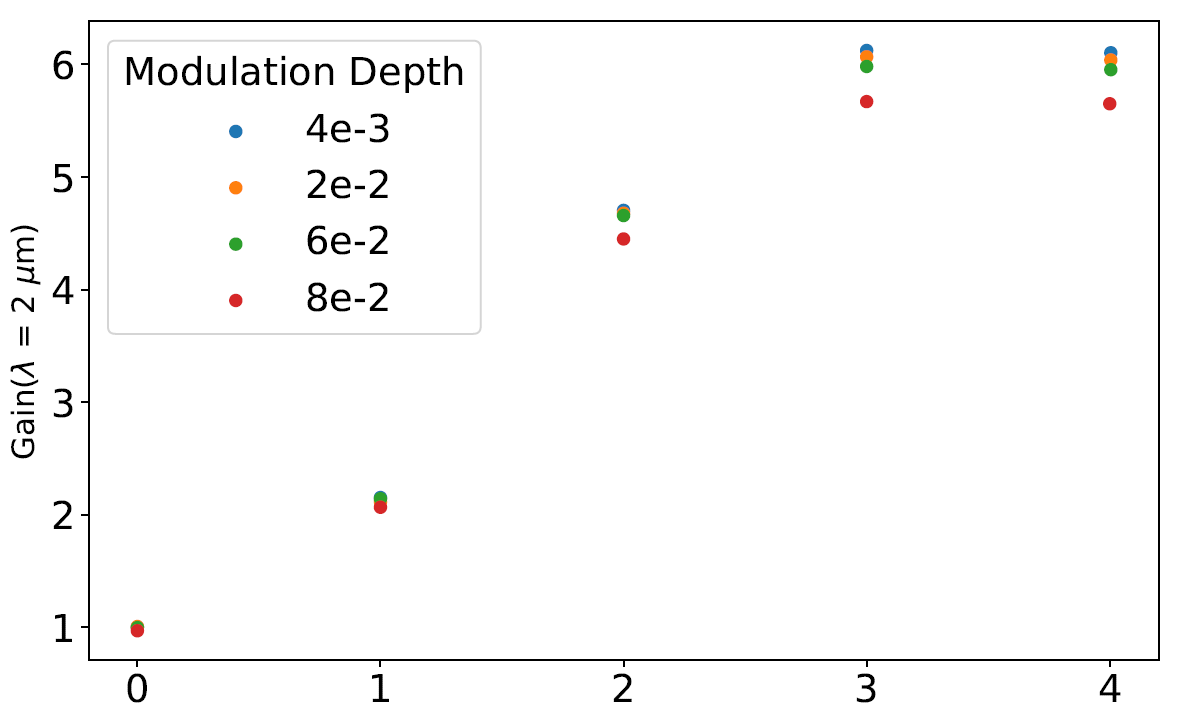 Modulation Depth
4e-3
2e-2
6e-2
8e-2
Gain(λ = 2 μm)
6
5
4
3
2
1
0 1 2 3 4